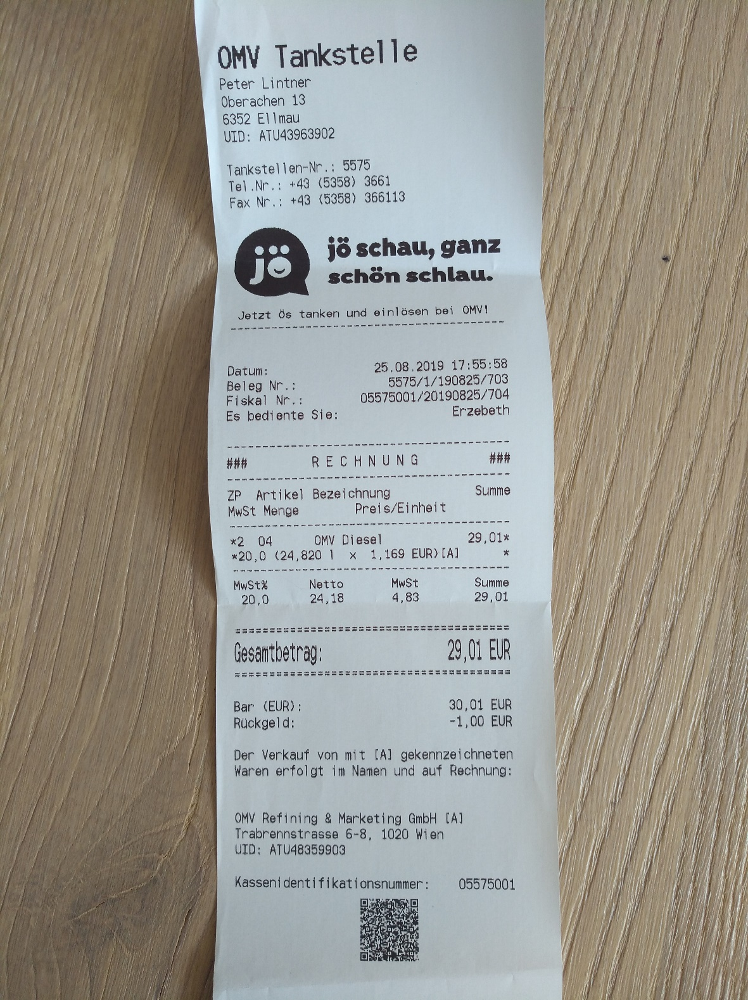 OMV Tankstelle
Peter Lintner
Oberachen 13
6352 Ellmau
UID: ATU43963902
Tankstellen-Nr.: 5575
Tel.Nr.: +43 (5358) 3661
Fax Nr.: +43 (5358) 366113
jö
jö schau, ganz
schön schlau.
Jetzt Ös tanken und einlösen bei OMV!
----------------------------------------
Datum: 25.08.2019 17:55:58
Beleg Nr.: 5575/1/190825/703
Fiskal Nr.: 05575001/20190825/704
Es bediente Sie: Erzebeth
----------------------------------------
### R E C H N U N G ###
----------------------------------------
ZP Artikel Bezeichnung Summe
MwSt Menge Preis/Einheit
----------------------------------------
*2 04 OMV Diesel 29,01*
*20,0 (24,820 l x 1,169 EUR)[A] *
----------------------------------------
MwSt% Netto MwSt Summe
20,0 24,18 4,83 29,01
========================================
Gesamtbetrag: 29,01 EUR
========================================
Bar (EUR): 30,01 EUR
Rückgeld: -1,00 EUR
Der Verkauf von mit [A] gekennzeichneten
Waren erfolgt im Namen und auf Rechnung:
OMV Refining & Marketing GmbH [A]
Trabrennstrasse 6-8, 1020 Wien
UID: ATU48359903
Kassenidentifikationsnummer: 05575001